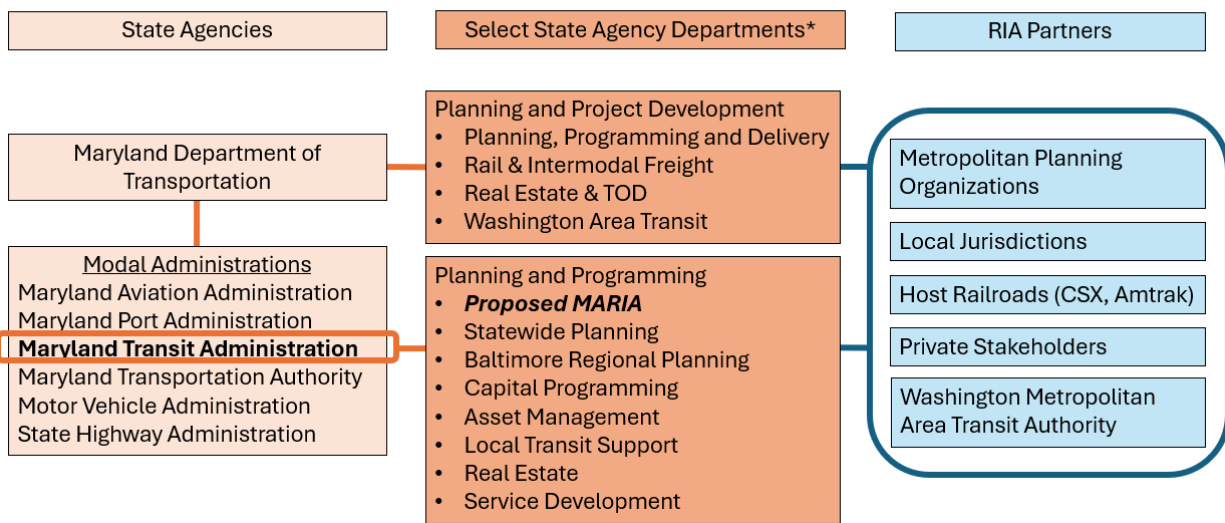 State Agencies
Select State Agency Departments*
RIA Partners
Maryland Department of
Transportation
Modal Administrations
Maryland Aviation Administration
Maryland Port Administration
Maryland Transit Administration
Maryland Transportation Authority
Motor Vehicle Administration
State Highway Administration
Planning and Project Development
• Planning, Programming and Delivery
• Rail & Intermodal Freight
• Real Estate & TOD
• Washington Area Transit
Planning and Programming
• Proposed MARIA
• Statewide Planning
• Baltimore Regional Planning
• Capital Programming
• Asset Management
• Local Transit Support
• Real Estate
• Service Development
Metropolitan Planning
Organizations
Local Jurisdictions
Host Railroads (CSX, Amtrak)
Private Stakeholders
Washington Metropolitan
Area Transit Authority